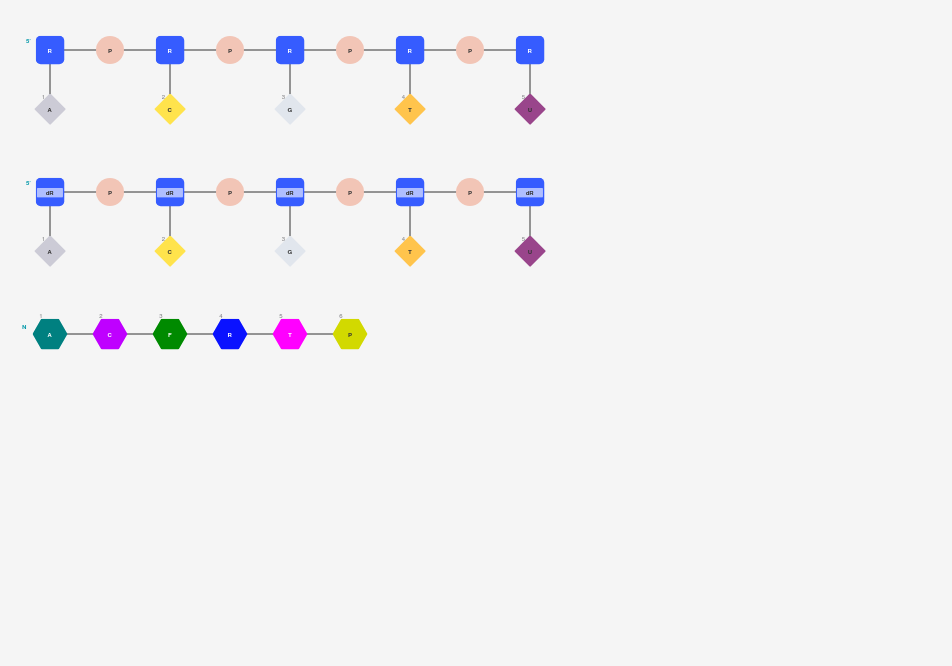 5' R P R P R P R P R
1 2 3 4 5
A C G T U
5' dR P dR P dR P dR P dR
1 2 3 4 5
A C G T U
1 2 3 4 5 6
N A C F R T P